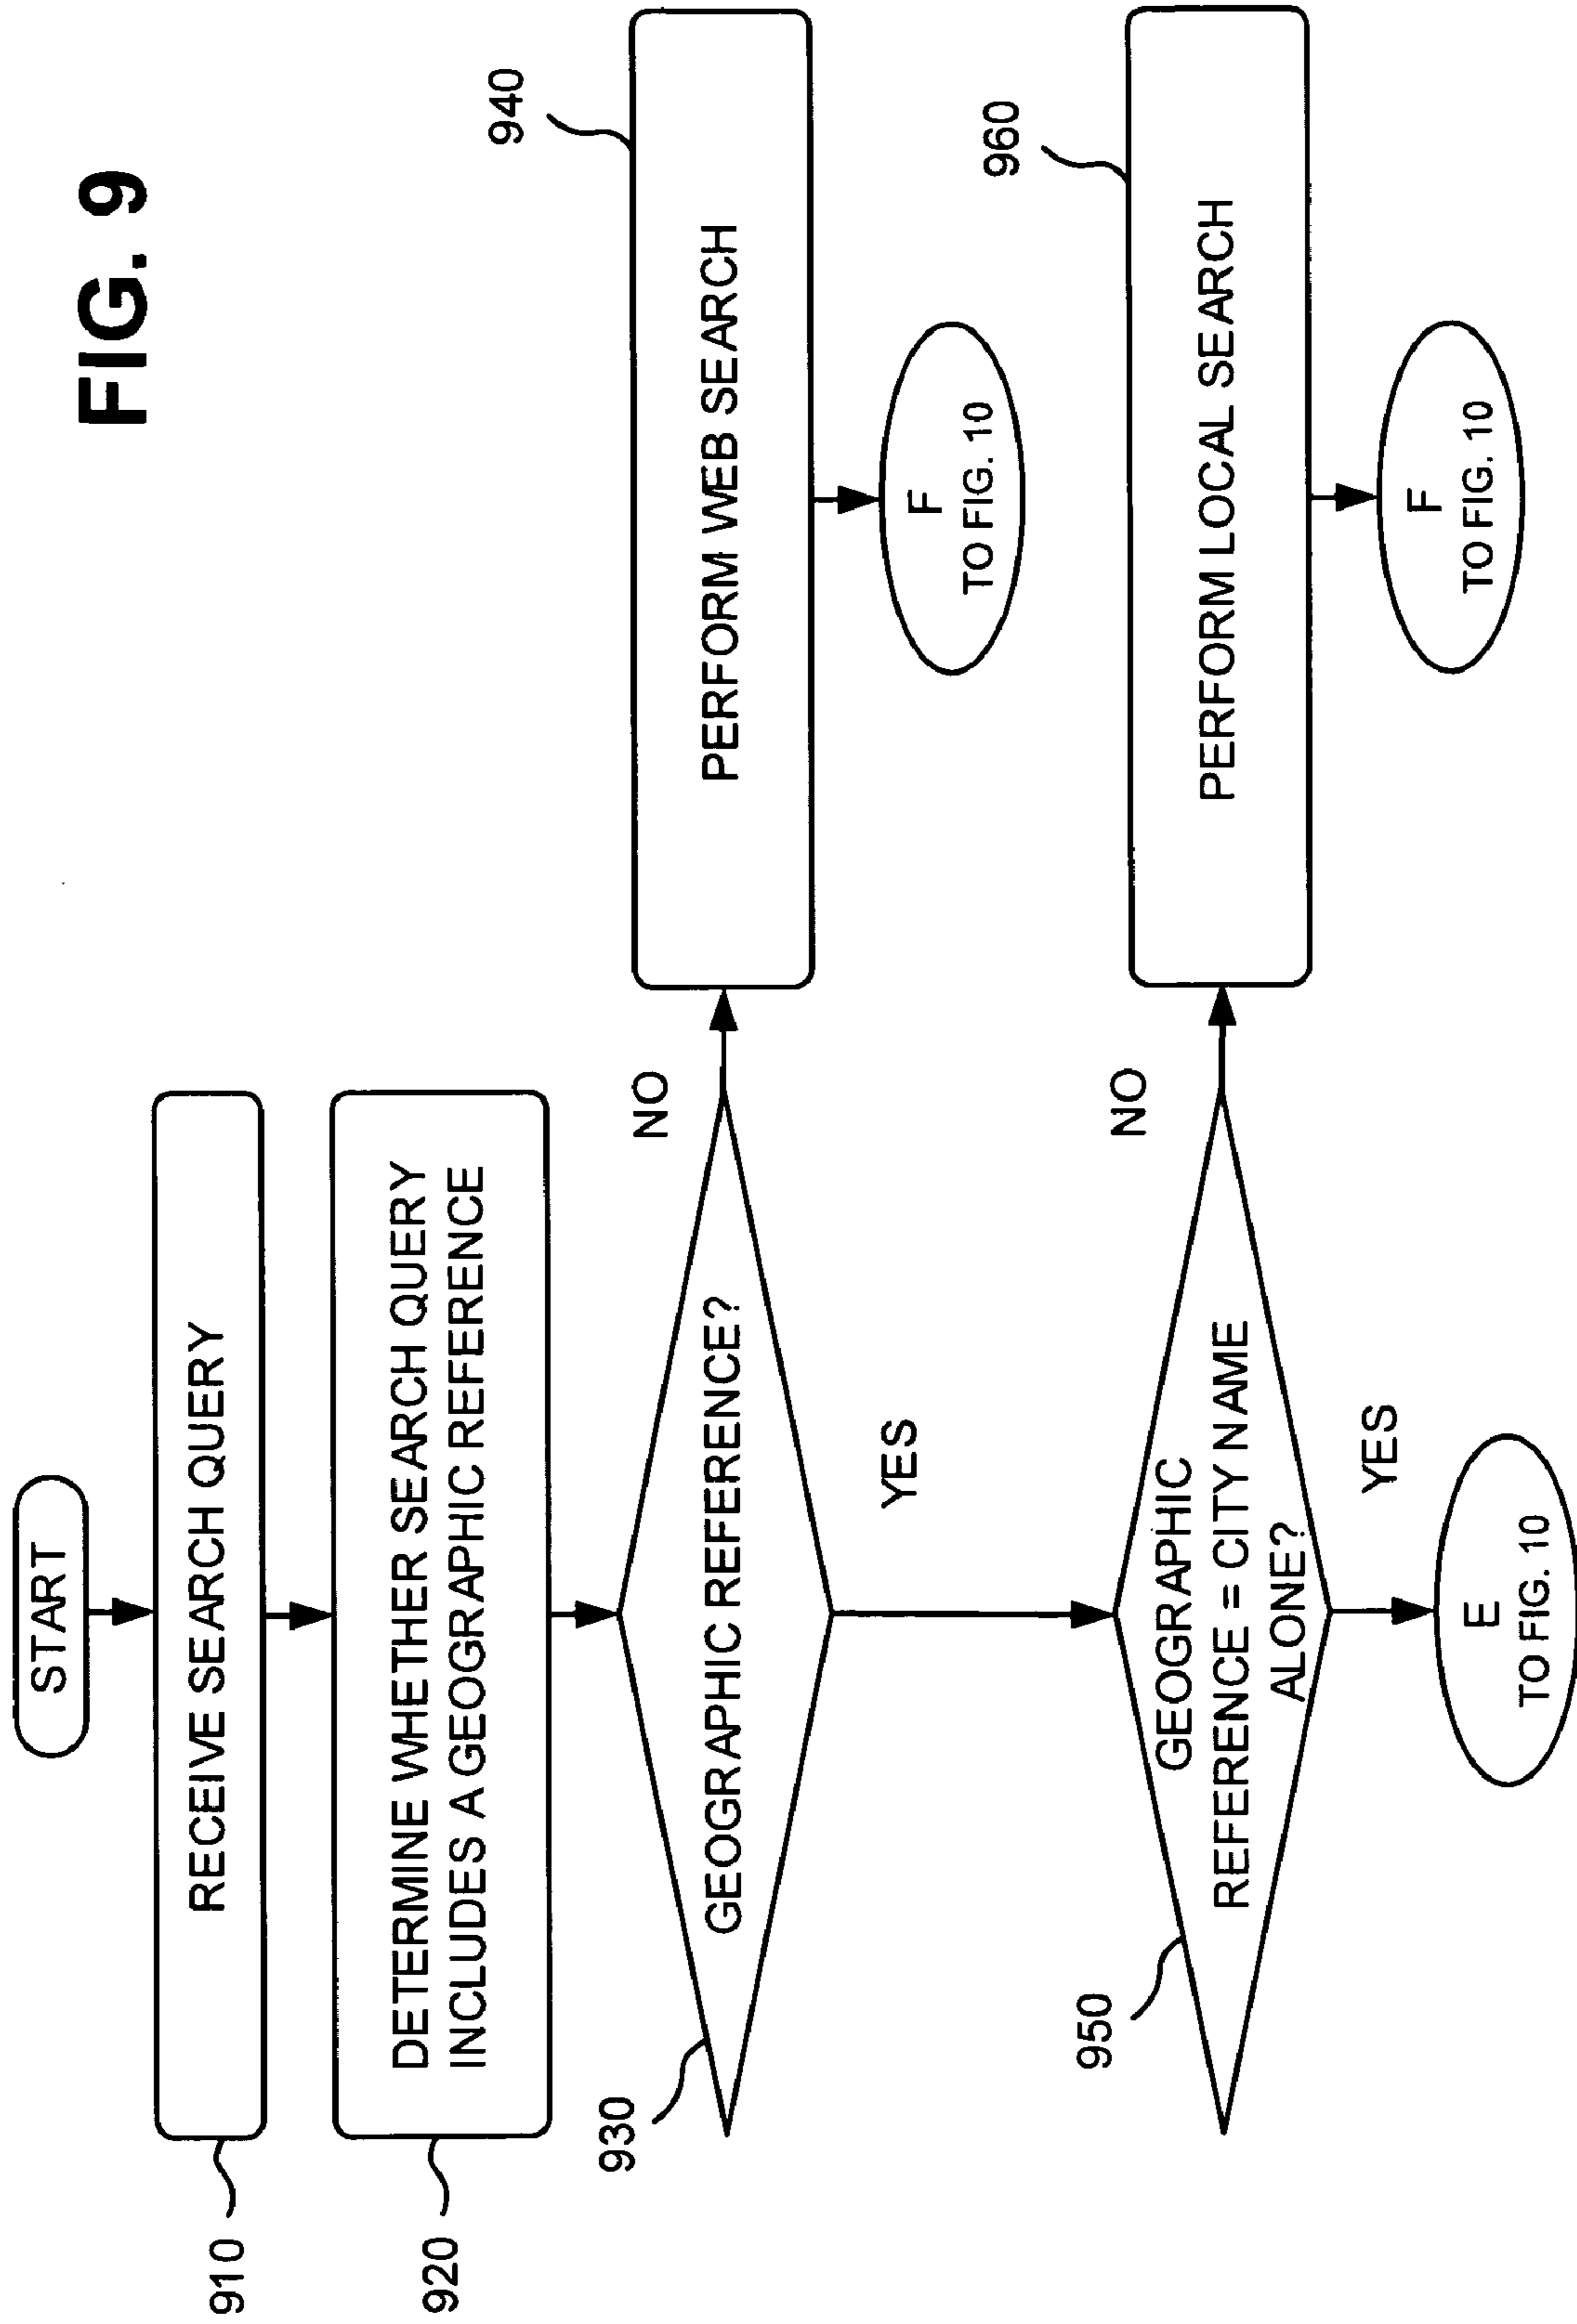 FIG. 9
START
910
RECEIVE SEARCH QUERY
920
DETERMINE WHETHER SEARCH QUERY
INCLUDES A GEOGRAPHIC REFERENCE
930
GEOGRAPHIC REFERENCE?
NO
940
PERFORM WEB SEARCH
F
TO FIG. 10
YES
950
GEOGRAPHIC
REFERENCE = CITY NAME
ALONE?
NO
960
PERFORM LOCAL SEARCH
F
TO FIG. 10
YES
E
TO FIG. 10